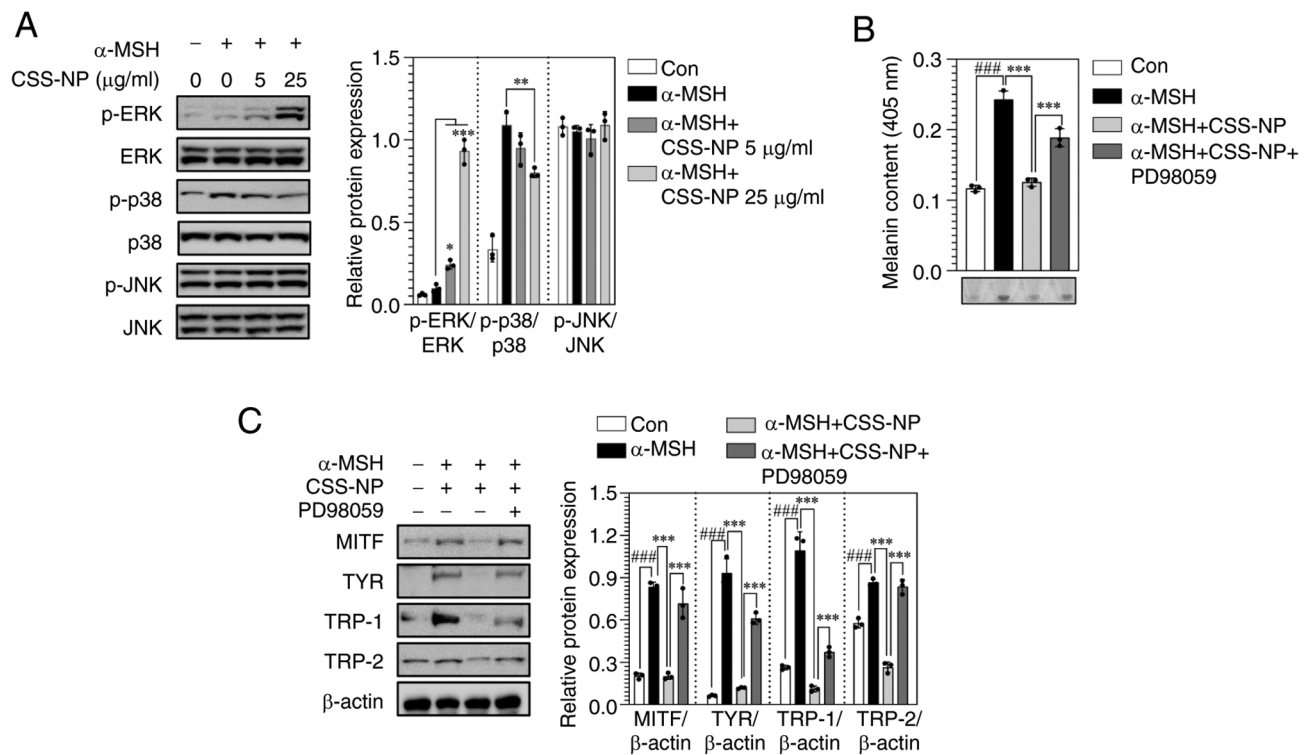 A
α-MSH – + + +
CSS-NP (μg/ml) 0 0 5 25
p-ERK
ERK
p-p38
p38
p-JNK
JNK
Relative protein expression
1.5
1.0
0.5
0.0
*
***
**
p-ERK/
ERK
p-p38/
p38
p-JNK/
JNK
Con
α-MSH
α-MSH+
CSS-NP 5 μg/ml
α-MSH+
CSS-NP 25 μg/ml
B
Melanin content (405 nm)
0.3
0.2
0.1
0.0
###
***
***
Con
α-MSH
α-MSH+CSS-NP
α-MSH+CSS-NP+
PD98059
C
α-MSH – + + +
CSS-NP – + + +
PD98059 – – – +
MITF
TYR
TRP-1
TRP-2
β-actin
Con
α-MSH
α-MSH+CSS-NP
α-MSH+CSS-NP+
PD98059
Relative protein expression
1.5
1.2
0.9
0.6
0.3
0.0
###
***
***
###
***
***
###
***
***
###
***
***
MITF/
β-actin
TYR/
β-actin
TRP-1/
β-actin
TRP-2/
β-actin